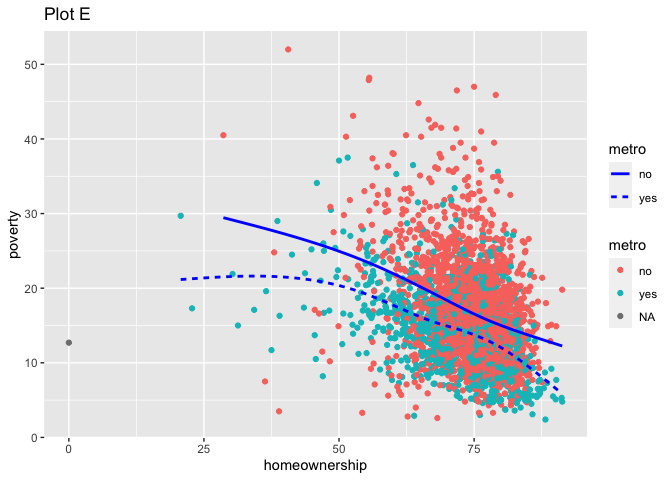 Plot E
50
40
30
20
10
0
poverty
0
25
50
75
homeownership
metro
no
yes
metro
no
yes
NA